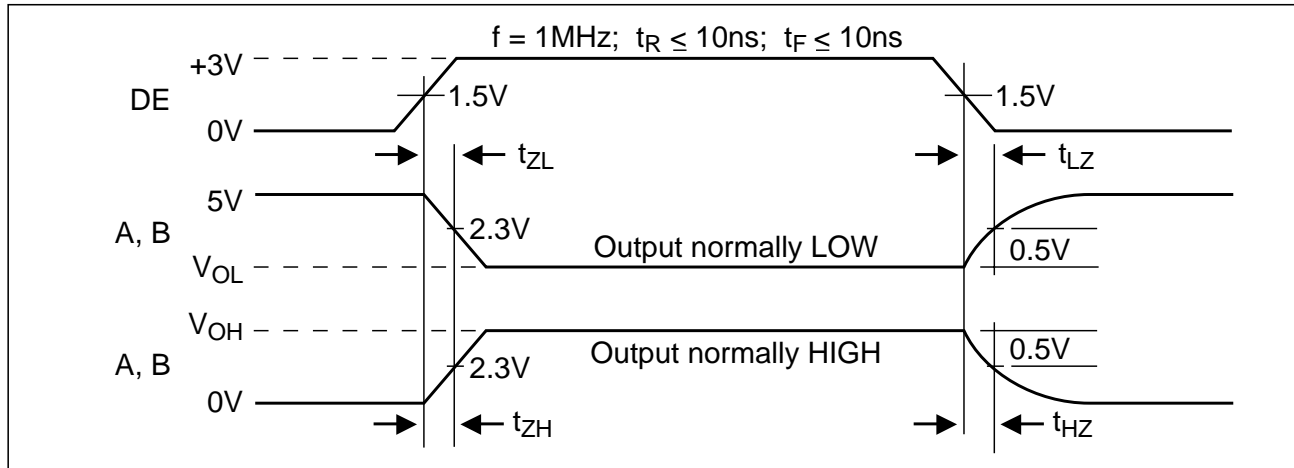 f = 1MHz; tR ≤ 10ns; tF ≤ 10ns
+3V
DE
1.5V
1.5V
0V
tZL
tLZ
5V
A, B
2.3V
Output normally LOW
0.5V
VOL
VOH
A, B
2.3V
Output normally HIGH
0.5V
0V
tZH
tHZ